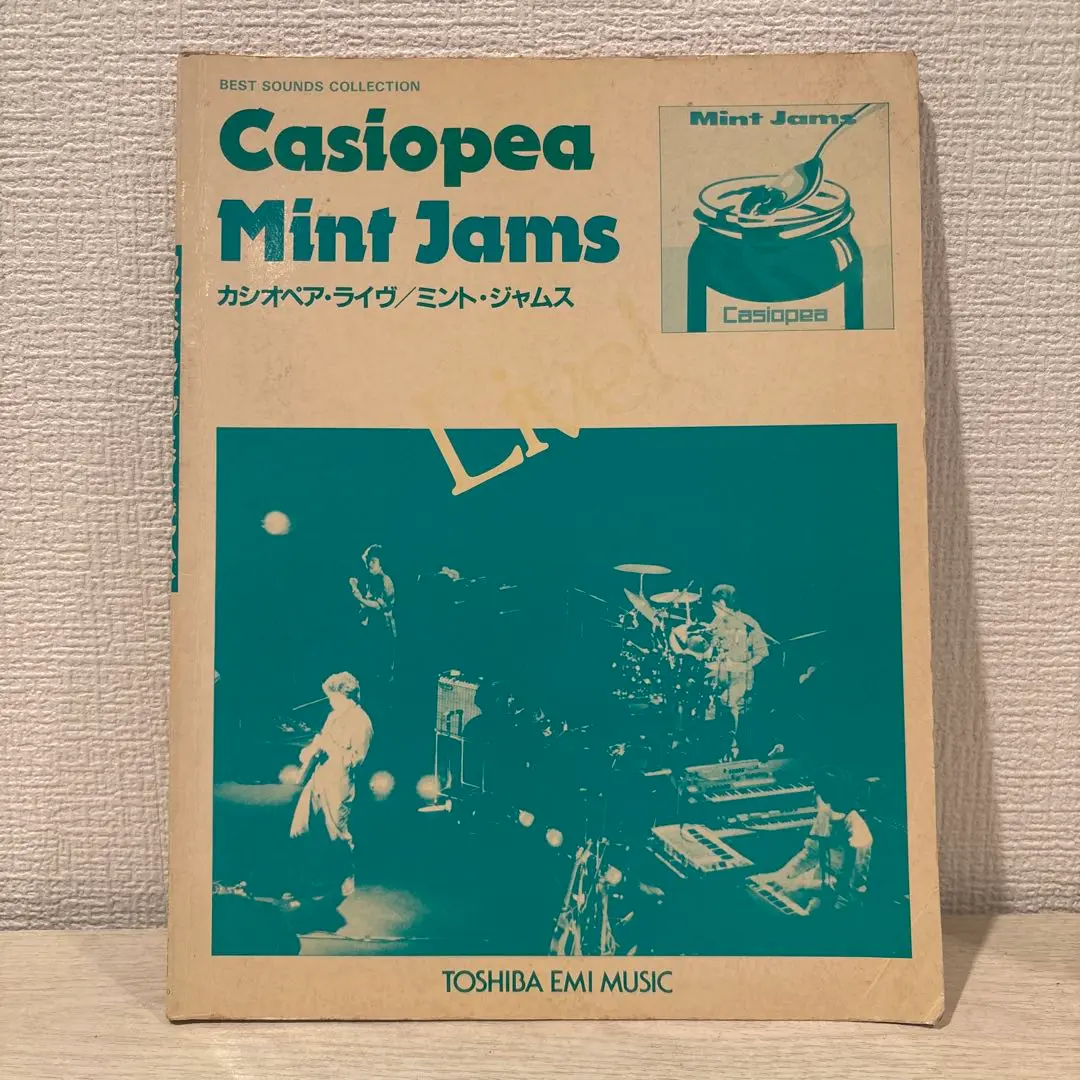 BEST SOUNDS COLLECTION
Casiopea
Mint Jams
カシオペア・ライヴ／ミント・ジャムス
Mint Jams
Casiopea
Live!
TOSHIBA EMI MUSIC